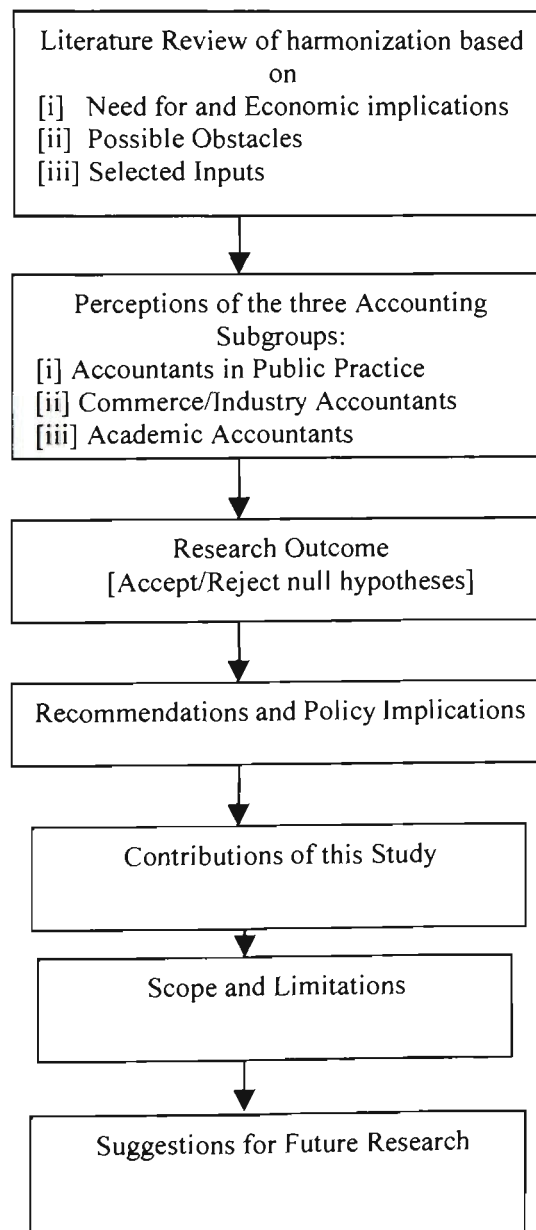 Literature Review of harmonization based
on
[i] Need for and Economic implications
[ii] Possible Obstacles
[iii] Selected Inputs
Perceptions of the three Accounting
Subgroups:
[i] Accountants in Public Practice
[ii] Commerce/Industry Accountants
[iii] Academic Accountants
Research Outcome
[Accept/Reject null hypotheses]
Recommendations and Policy Implications
Contributions of this Study
Scope and Limitations
Suggestions for Future Research